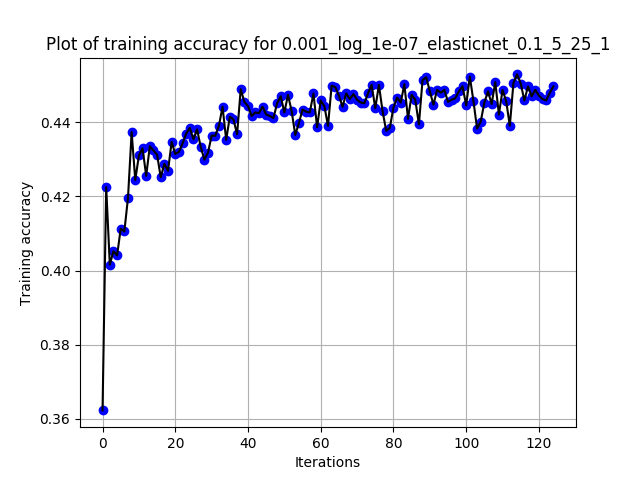 Plot of training accuracy for 0.001_log_1e-07_elasticnet_0.1_5_25_1
0.44
0.42
0.40
0.38
0.36
Training accuracy
0 20 40 60 80 100 120
Iterations